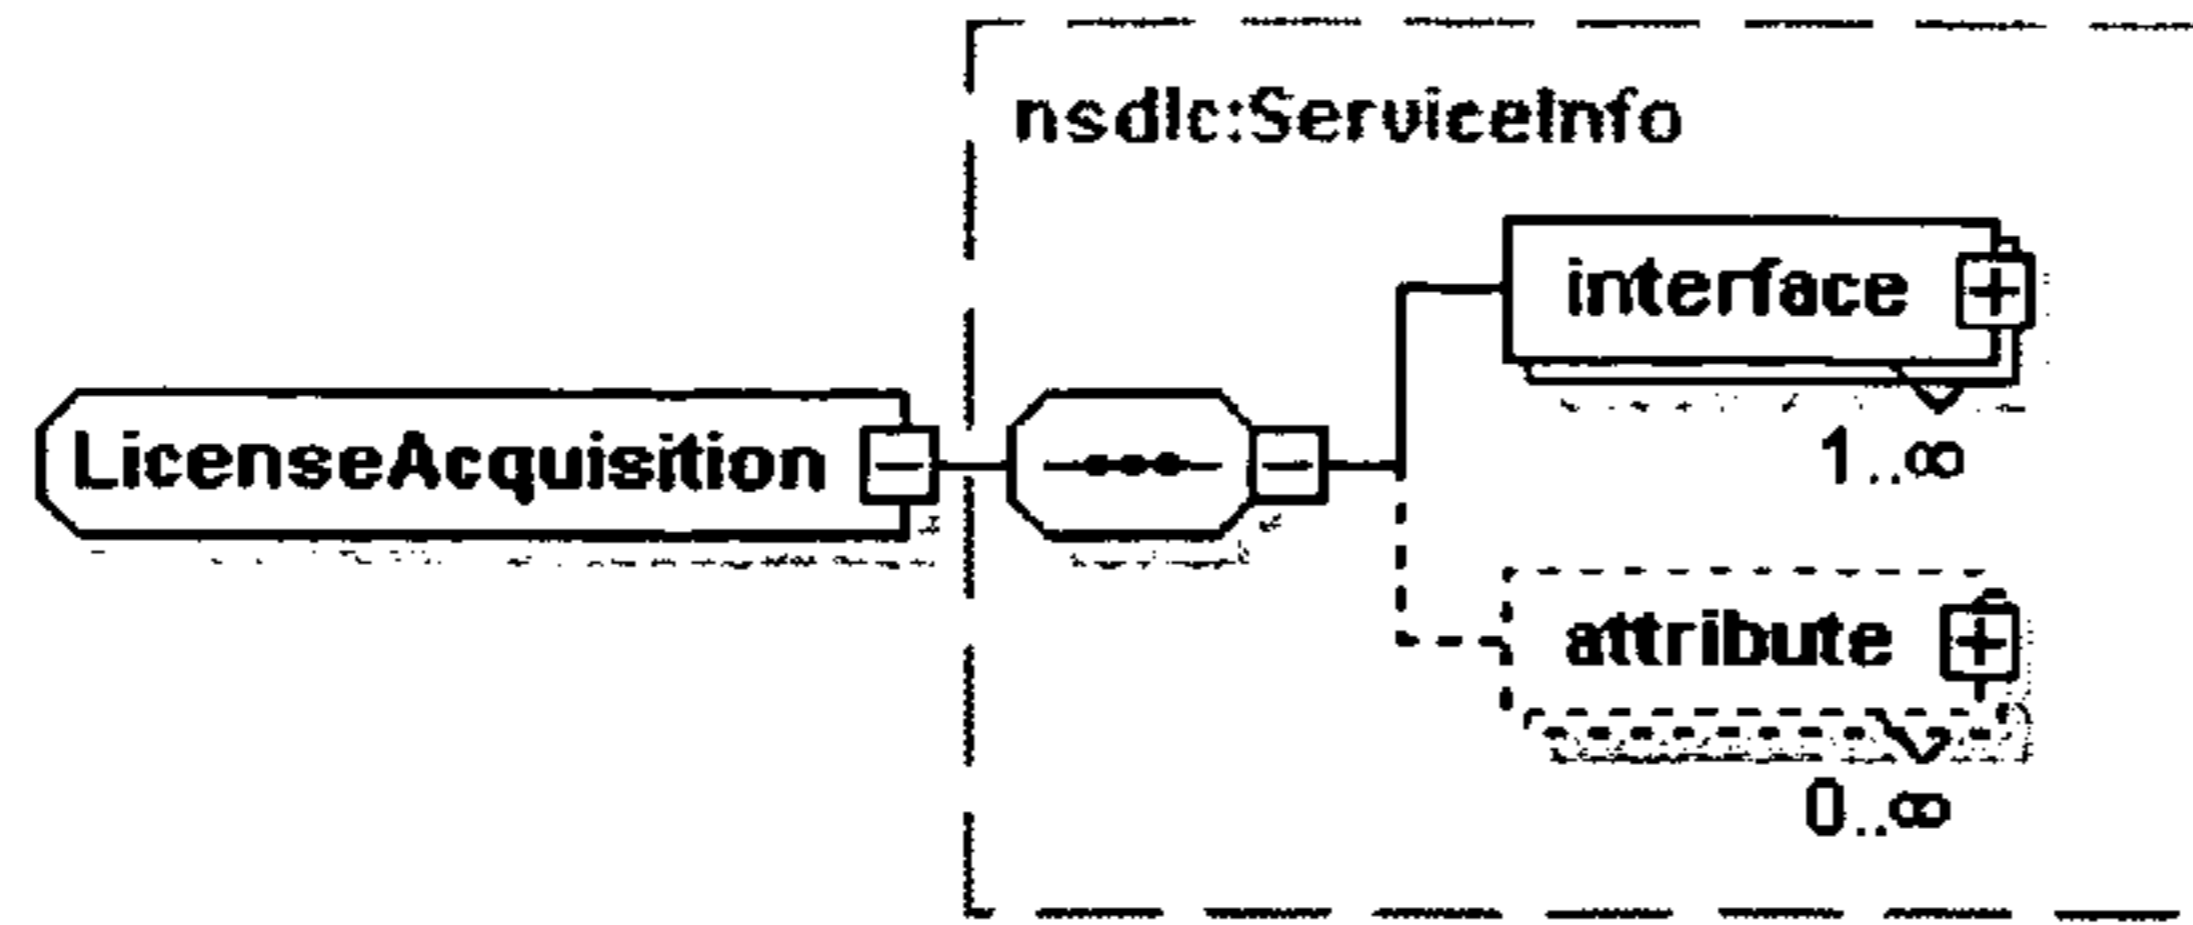 nsdlc:ServiceInfo
interface
1..∞
LicenseAcquisition
attribute
0..∞